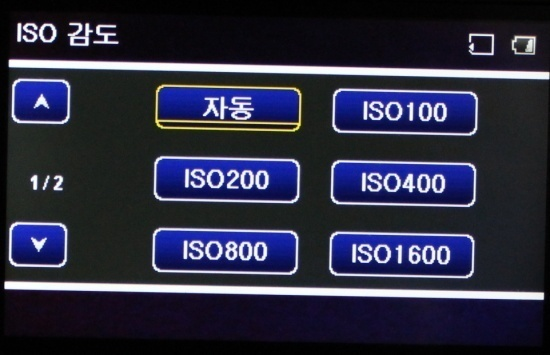 ISO 감도
자동 ISO100
1/2 ISO200 ISO400
ISO800 ISO1600